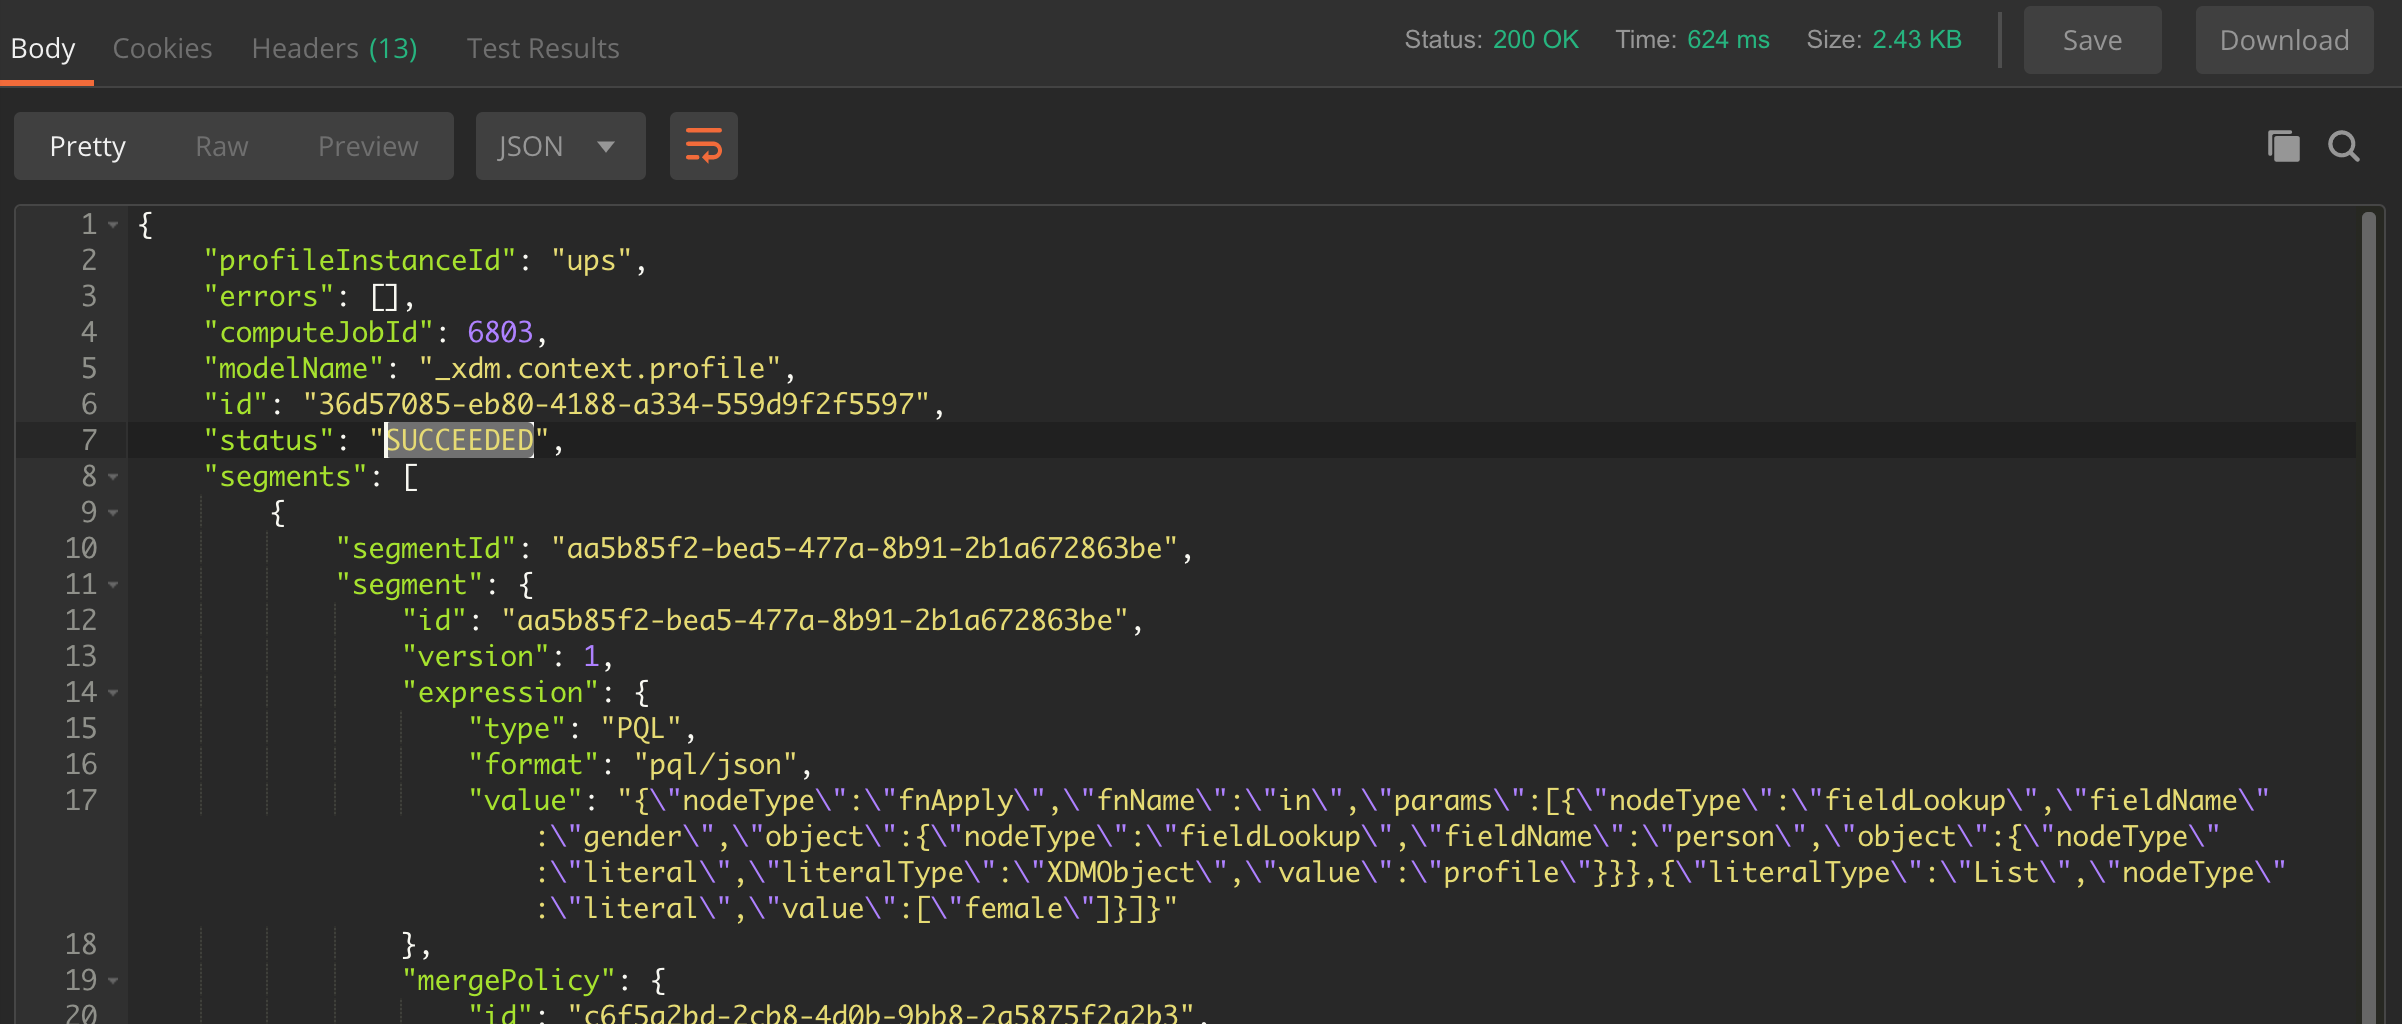 Body Cookies Headers (13) Test Results Status: 200 OK Time: 624 ms Size: 2.43 KB Save Download
Pretty Raw Preview JSON
1 {
2 "profileInstanceId": "ups",
3 "errors": [],
4 "computeJobId": 6803,
5 "modelName": "_xdm.context.profile",
6 "id": "36d57085-eb80-4188-a334-559d9f2f5597",
7 "status": "SUCCEEDED",
8 "segments": [
9 {
10 "segmentId": "aa5b85f2-bea5-477a-8b91-2b1a672863be",
11 "segment": {
12 "id": "aa5b85f2-bea5-477a-8b91-2b1a672863be",
13 "version": 1,
14 "expression": {
15 "type": "PQL",
16 "format": "pql/json",
17 "value": "{\"nodeType\":\"fnApply\",\"fnName\":\"in\",\"params\":[{\"nodeType\":\"fieldLookup\",\"fieldName\"
:\"gender\",\"object\":{\"nodeType\":\"fieldLookup\",\"fieldName\":\"person\",\"object\":{\"nodeType\"
:\"literal\",\"literalType\":\"XDMObject\",\"value\":\"profile\"}}},{\"literalType\":\"List\",\"nodeType\"
:\"literal\",\"value\":[\"female\"]}]}"
18 },
19 "mergePolicy": {
20 "id": "c6f5a2bd-2cb8-4d0b-9bb8-2a5875f2a2b3",